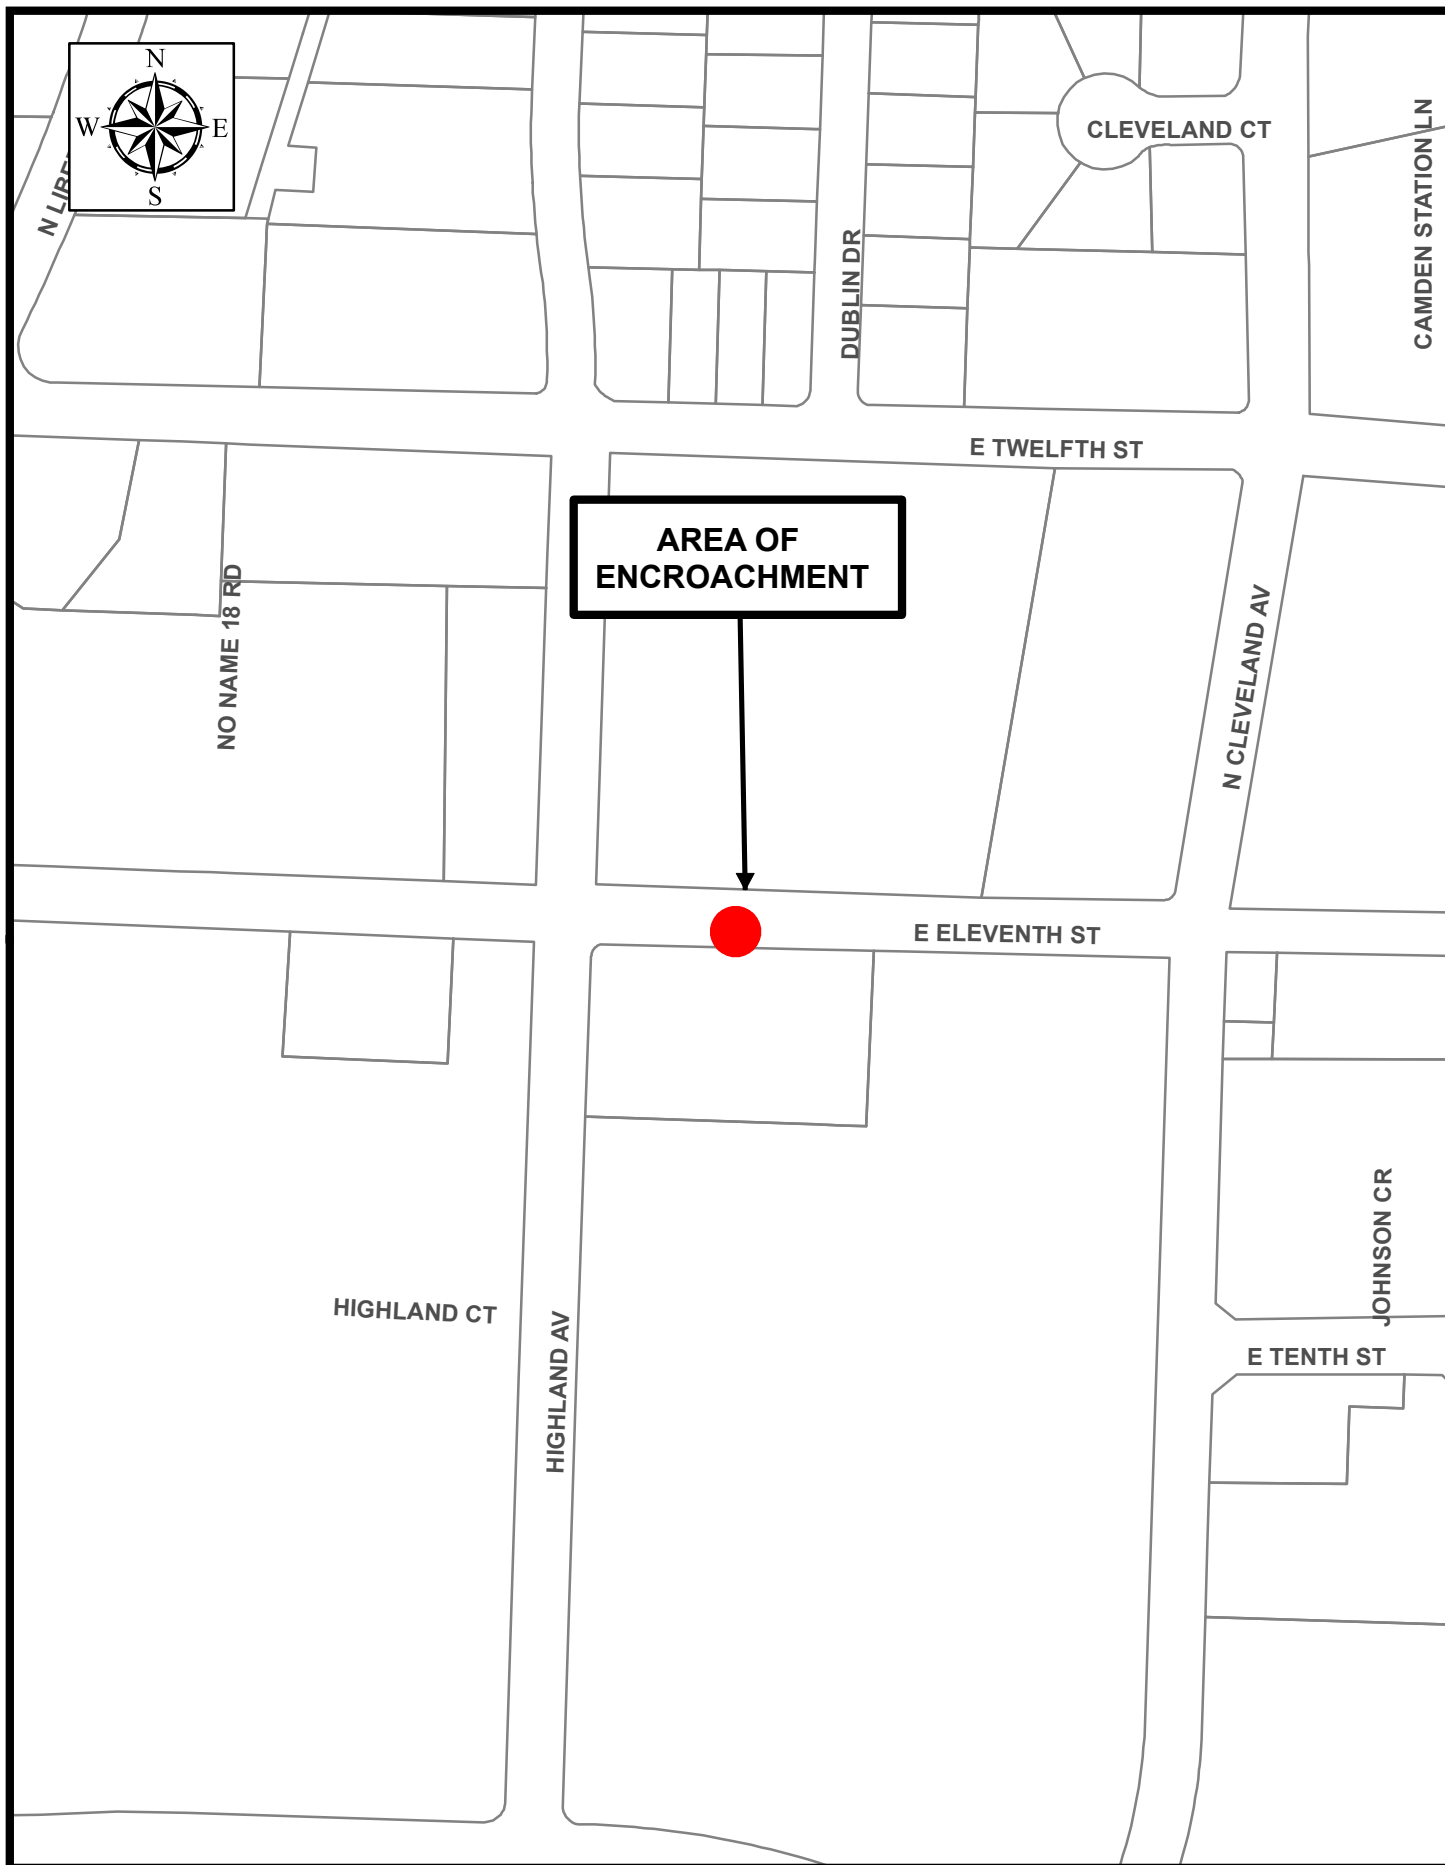 N
W
E
S
N LIBE
CLEVELAND CT
CAMDEN STATION LN
DUBLIN DR
E TWELFTH ST
AREA OF
ENCROACHMENT
NO NAME 18 RD
N CLEVELAND AV
E ELEVENTH ST
JOHNSON CR
HIGHLAND CT
HIGHLAND AV
E TENTH ST